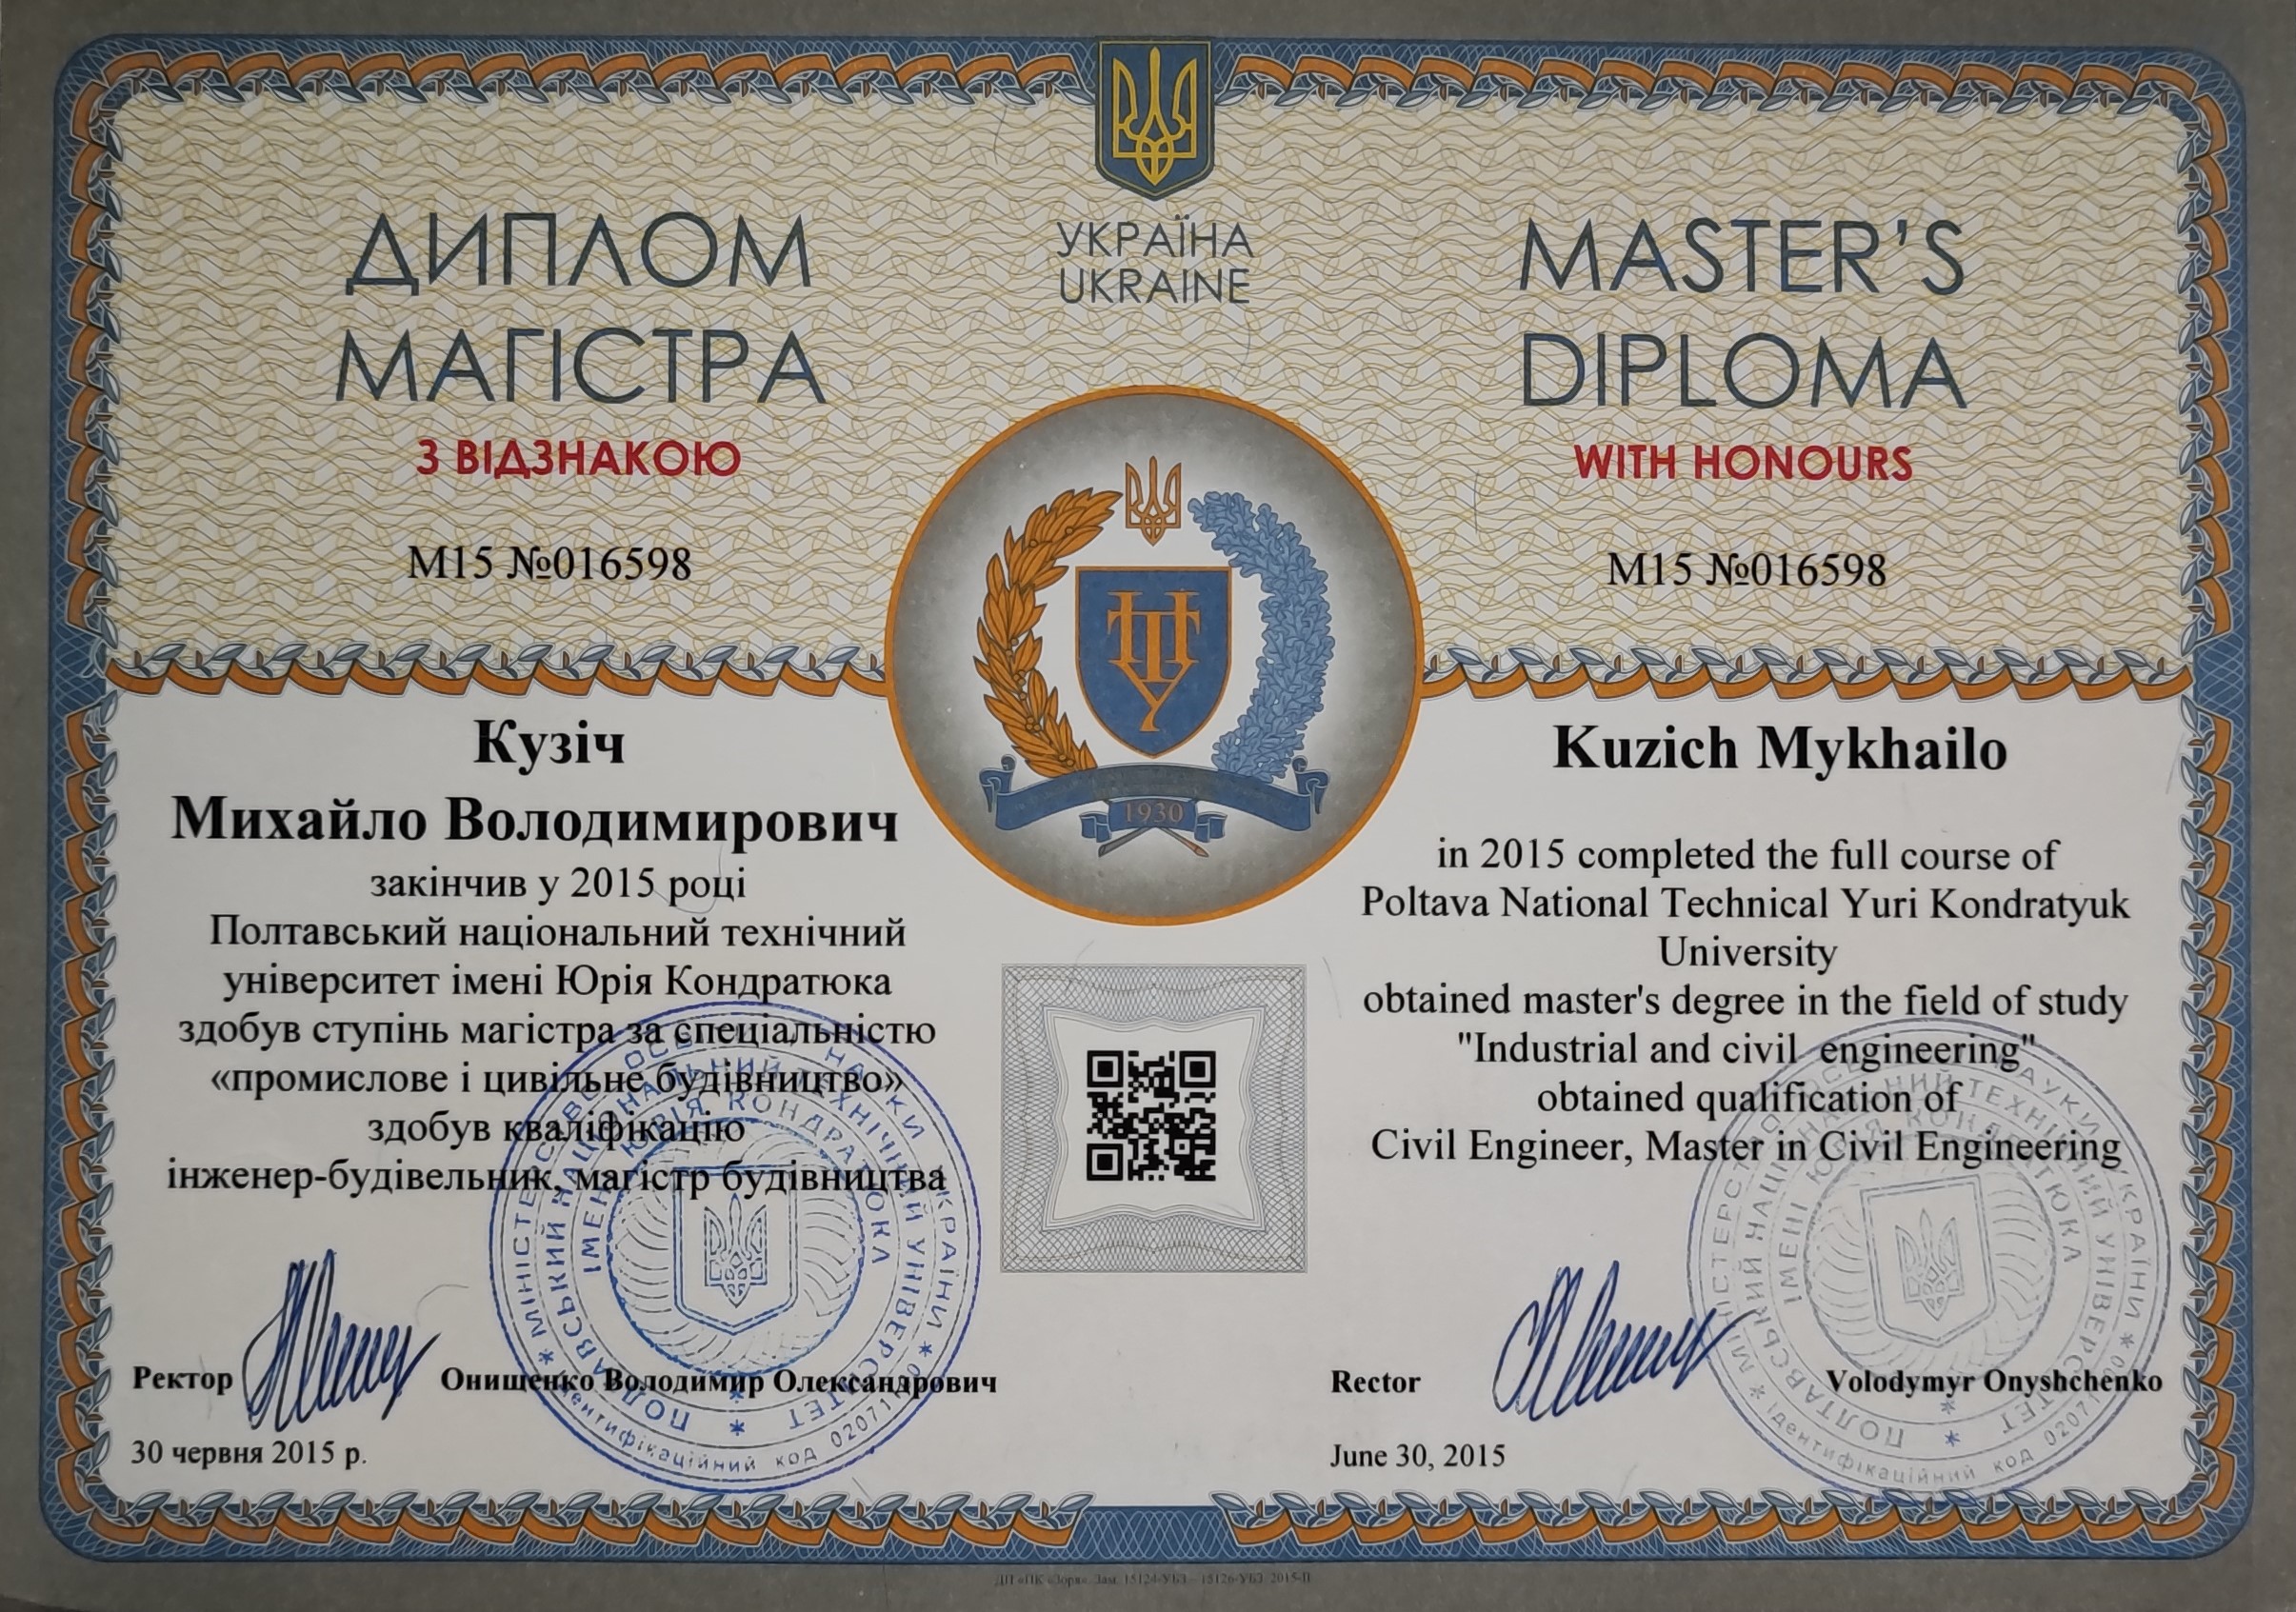 УКРАЇНА
UKRAINE
ДИПЛОМ
МАГІСТРА
З ВІДЗНАКОЮ
М15 №016598
Кузіч
Михайло Володимирович
закінчив у 2015 році
Полтавський національний технічний
університет імені Юрія Кондратюка
здобув ступінь магістра за спеціальністю
«промислове і цивільне будівництво»
здобув кваліфікацію
інженер-будівельник, магістр будівництва
Ректор
Онищенко Володимир Олександрович
30 червня 2015 р.
МІНІСТЕРСТВО ОСВІТИ І НАУКИ УКРАЇНИ
ПОЛТАВСЬКИЙ НАЦІОНАЛЬНИЙ ТЕХНІЧНИЙ УНІВЕРСИТЕТ
ІМЕНІ ЮРІЯ КОНДРАТЮКА
ідентифікаційний код
ПТУ
1930
MASTER'S
DIPLOMA
WITH HONOURS
М15 №016598
Kuzich Mykhailo
in 2015 completed the full course of
Poltava National Technical Yuri Kondratyuk
University
obtained master's degree in the field of study
"Industrial and civil engineering"
obtained qualification of
Civil Engineer, Master in Civil Engineering
Rector
Volodymyr Onyshchenko
June 30, 2015
МІНІСТЕРСТВО ОСВІТИ І НАУКИ УКРАЇНИ
ПОЛТАВСЬКИЙ НАЦІОНАЛЬНИЙ ТЕХНІЧНИЙ УНІВЕРСИТЕТ
ІМЕНІ ЮРІЯ КОНДРАТЮКА
ідентифікаційний код
ДП «ПК «Зоря». Зам. 15124-УБЗ – 15126-УБЗ. 2015-ІІ